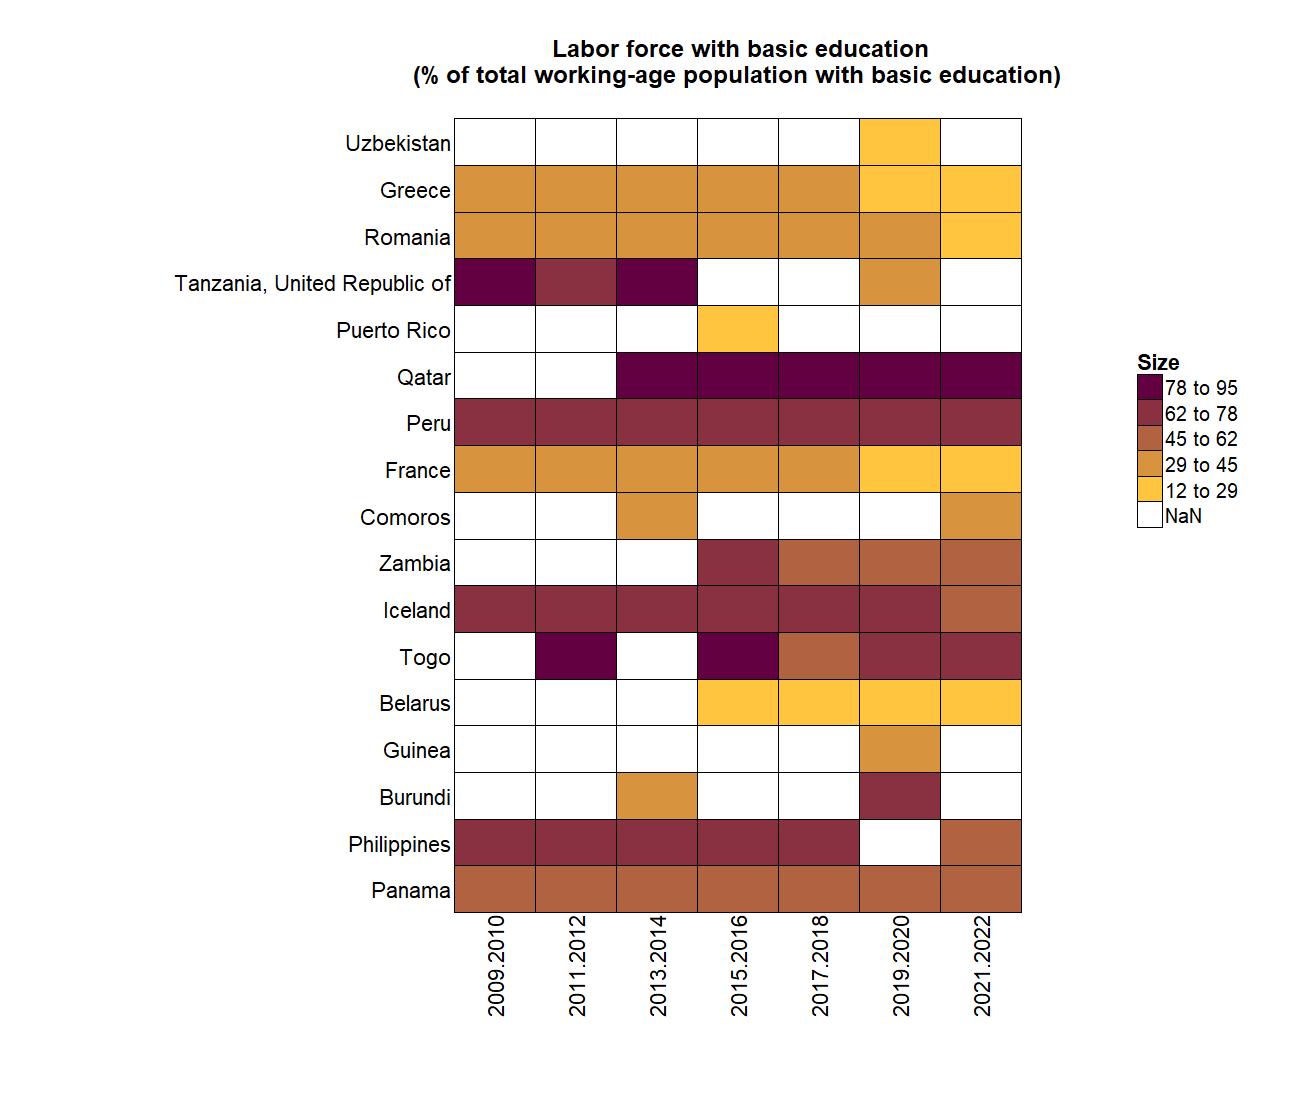 Labor force with basic education
(% of total working-age population with basic education)
Uzbekistan
Greece
Romania
Tanzania, United Republic of
Puerto Rico
Qatar
Peru
France
Comoros
Zambia
Iceland
Togo
Belarus
Guinea
Burundi
Philippines
Panama
2009.2010
2011.2012
2013.2014
2015.2016
2017.2018
2019.2020
2021.2022
Size
78 to 95
62 to 78
45 to 62
29 to 45
12 to 29
NaN